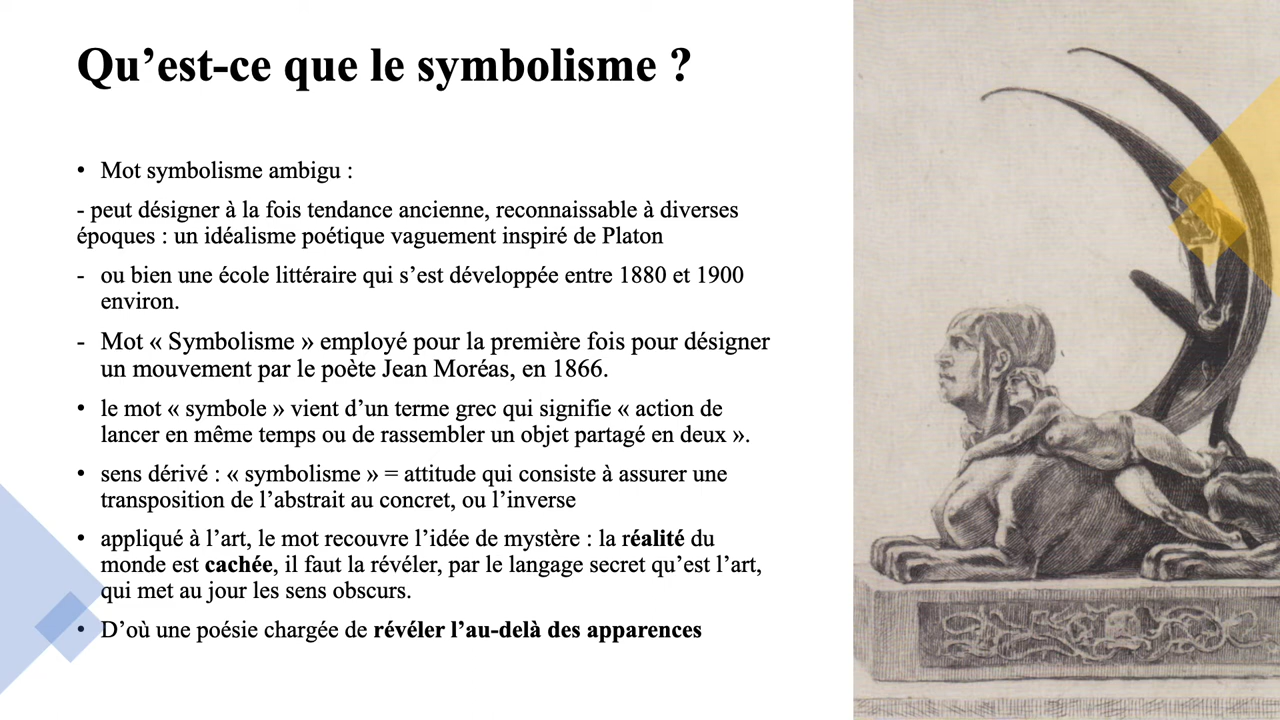 Qu’est-ce que le symbolisme ?
• Mot symbolisme ambigu :
- peut désigner à la fois tendance ancienne, reconnaissable à diverses
époques : un idéalisme poétique vaguement inspiré de Platon
- ou bien une école littéraire qui s’est développée entre 1880 et 1900
environ.
- Mot « Symbolisme » employé pour la première fois pour désigner
un mouvement par le poète Jean Moréas, en 1866.
• le mot « symbole » vient d’un terme grec qui signifie « action de
lancer en même temps ou de rassembler un objet partagé en deux ».
• sens dérivé : « symbolisme » = attitude qui consiste à assurer une
transposition de l’abstrait au concret, ou l’inverse
• appliqué à l’art, le mot recouvre l’idée de mystère : la réalité du
monde est cachée, il faut la révéler, par le langage secret qu’est l’art,
qui met au jour les sens obscurs.
• D’où une poésie chargée de révéler l’au-delà des apparences